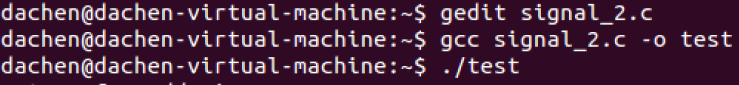 dachen@dachen-virtual-machine:~$ gedit signal_2.c
dachen@dachen-virtual-machine:~$ gcc signal_2.c -o test
dachen@dachen-virtual-machine:~$ ./test